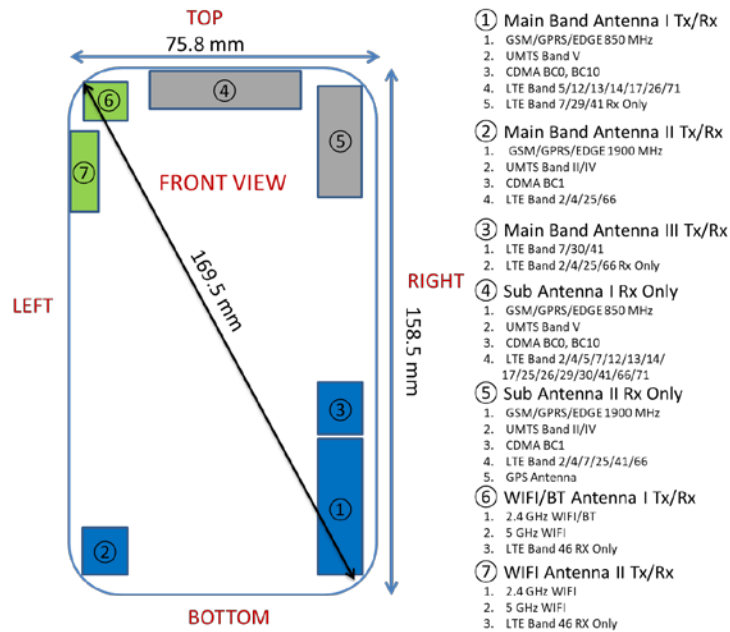 TOP
75.8 mm
⑥
④
⑤
⑦
FRONT VIEW
169.5 mm
LEFT
RIGHT
158.5 mm
③
①
②
BOTTOM
① Main Band Antenna I Tx/Rx
1. GSM/GPRS/EDGE 850 MHz
2. UMTS Band V
3. CDMA BC0, BC10
4. LTE Band 5/12/13/14/17/26/71
5. LTE Band 7/29/41 Rx Only
② Main Band Antenna II Tx/Rx
1. GSM/GPRS/EDGE 1900 MHz
2. UMTS Band II/IV
3. CDMA BC1
4. LTE Band 2/4/25/66
③ Main Band Antenna III Tx/Rx
1. LTE Band 7/30/41
2. LTE Band 2/4/25/66 Rx Only
④ Sub Antenna I Rx Only
1. GSM/GPRS/EDGE 850 MHz
2. UMTS Band V
3. CDMA BC0, BC10
4. LTE Band 2/4/5/7/12/13/14/
17/25/26/29/30/41/66/71
⑤ Sub Antenna II Rx Only
1. GSM/GPRS/EDGE 1900 MHz
2. UMTS Band II/IV
3. CDMA BC1
4. LTE Band 2/4/7/25/41/66
5. GPS Antenna
⑥ WIFI/BT Antenna I Tx/Rx
1. 2.4 GHz WIFI/BT
2. 5 GHz WIFI
3. LTE Band 46 RX Only
⑦ WIFI Antenna II Tx/Rx
1. 2.4 GHz WIFI
2. 5 GHz WIFI
3. LTE Band 46 RX Only